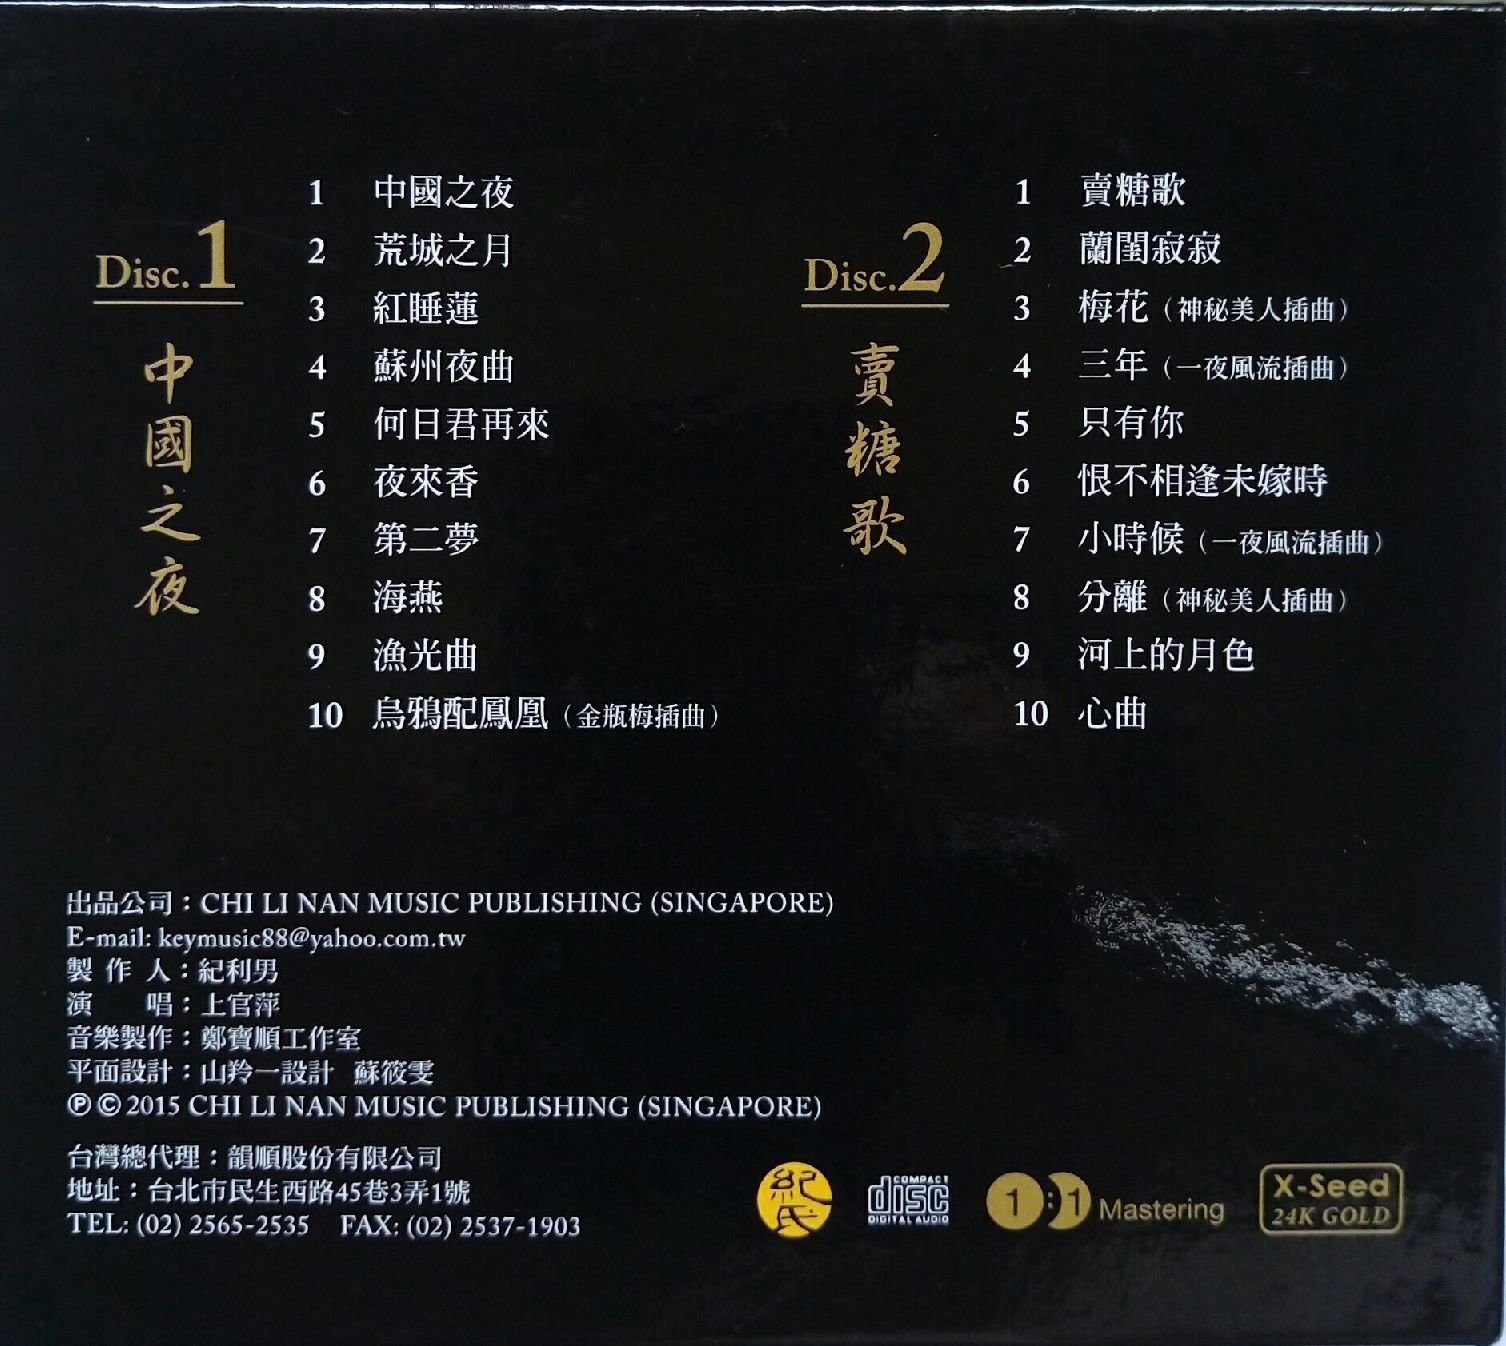 Disc.1
中國之夜
1 中國之夜
2 荒城之月
3 紅睡蓮
4 蘇州夜曲
5 何日君再來
6 夜來香
7 第二夢
8 海燕
9 漁光曲
10 烏鴉配鳳凰（金瓶梅插曲）
Disc.2
賣糖歌
1 賣糖歌
2 蘭閨寂寂
3 梅花（神秘美人插曲）
4 三年（一夜風流插曲）
5 只有你
6 恨不相逢未嫁時
7 小時候（一夜風流插曲）
8 分離（神秘美人插曲）
9 河上的月色
10 心曲
出品公司：CHI LI NAN MUSIC PUBLISHING (SINGAPORE)
E-mail: keymusic88@yahoo.com.tw
製作人：紀利男
演唱：上官萍
音樂製作：鄭寶順工作室
平面設計：山羚一設計 蘇筱雯
℗ © 2015 CHI LI NAN MUSIC PUBLISHING (SINGAPORE)
台灣總代理：韻順股份有限公司
地址：台北市民生西路45巷3弄1號
TEL: (02) 2565-2535 FAX: (02) 2537-1903
紀氏
COMPACT
disc
DIGITAL AUDIO
1:1 Mastering
X-Seed
24K GOLD